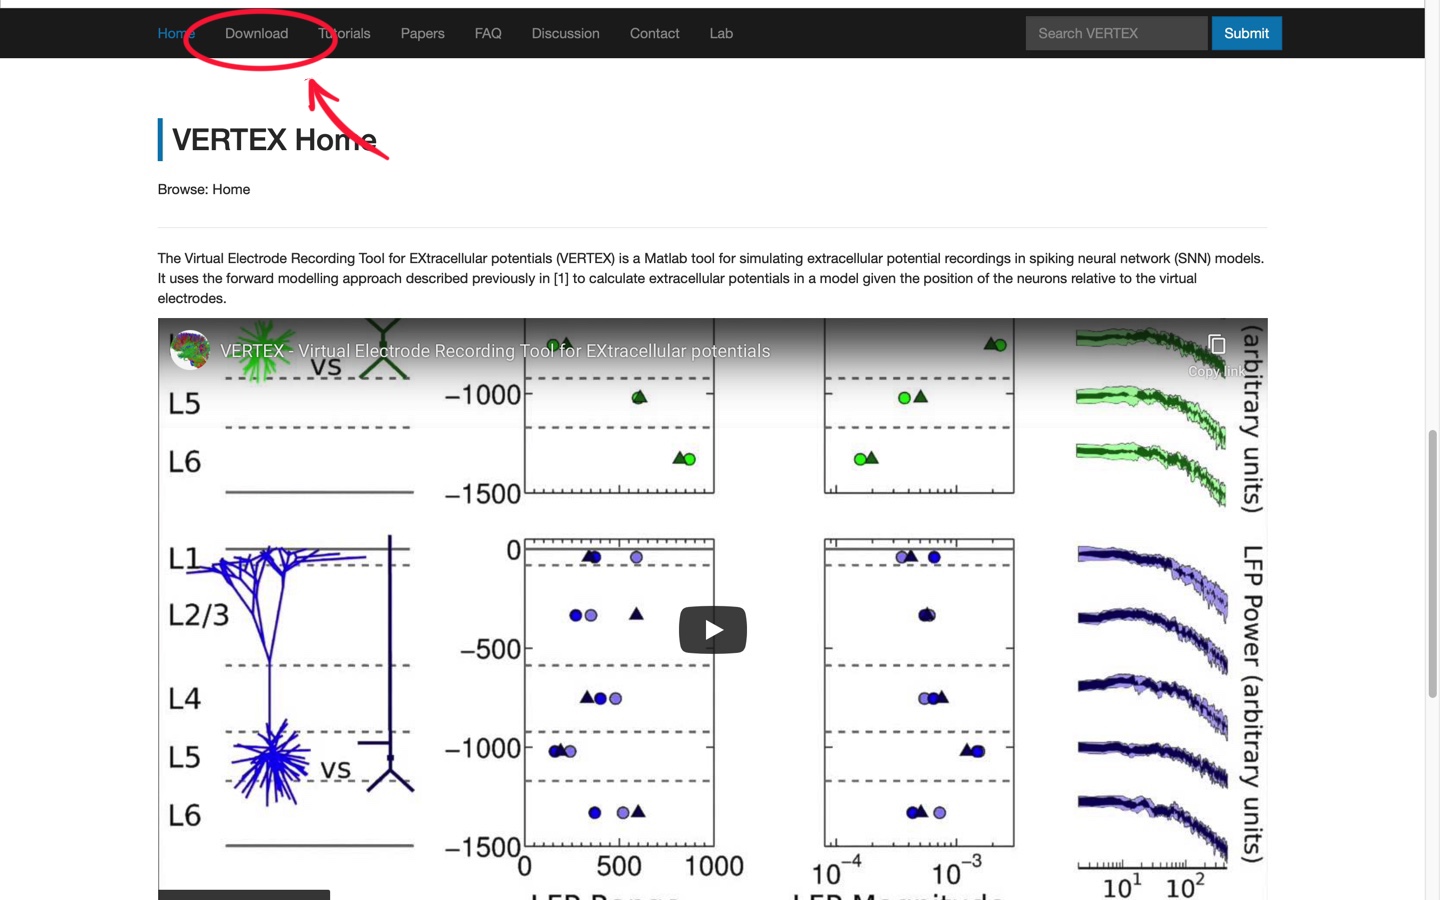 Home Download Tutorials Papers FAQ Discussion Contact Lab Search VERTEX Submit
VERTEX Home
Browse: Home
The Virtual Electrode Recording Tool for EXtracellular potentials (VERTEX) is a Matlab tool for simulating extracellular potential recordings in spiking neural network (SNN) models.
It uses the forward modelling approach described previously in [1] to calculate extracellular potentials in a model given the position of the neurons relative to the virtual
electrodes.
VERTEX - Virtual Electrode Recording Tool for EXtracellular potentials
Copy link
vs
L5
L6
−1000
−1500
(arbitrary units)
L1
L2/3
L4
L5
L6
vs
0
−500
−1000
−1500
0 500 1000
10−4 10−3
LFP Power (arbitrary units)
101 102